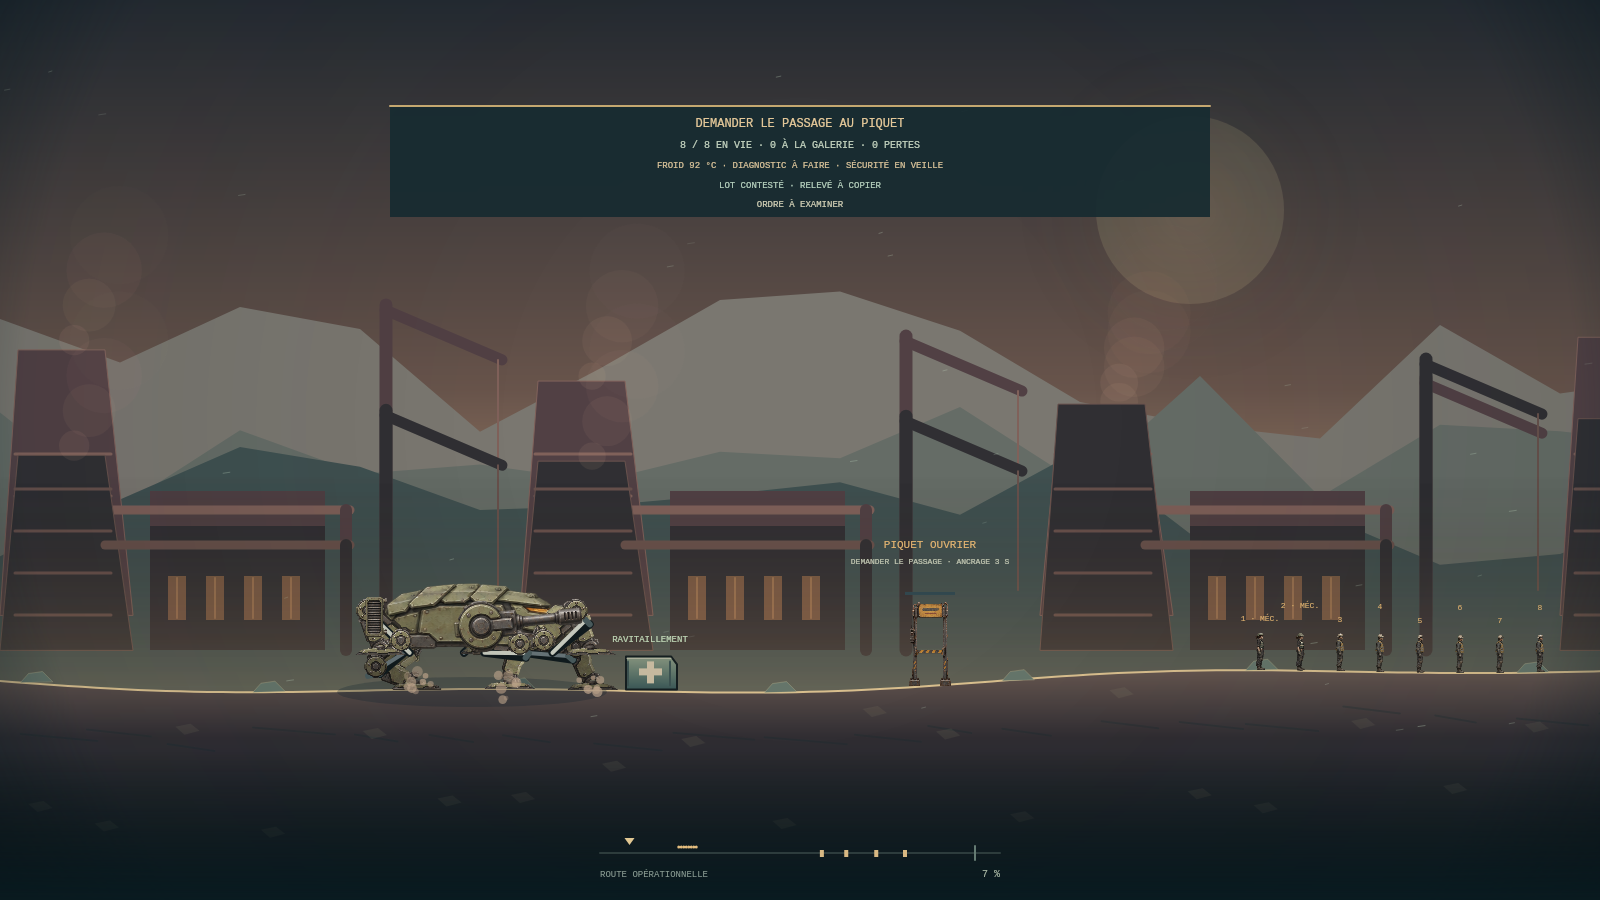 DEMANDER LE PASSAGE AU PIQUET
8 / 8 EN VIE · 0 À LA GALERIE · 0 PERTES
FROID 92 °C · DIAGNOSTIC À FAIRE · SÉCURITÉ EN VEILLE
LOT CONTESTÉ · RELEVÉ À COPIER
ORDRE À EXAMINER
PIQUET OUVRIER
DEMANDER LE PASSAGE · ANCRAGE 3 S
2 · MÉC.
4
6
8
1 · MÉC.
3
5
7
RAVITAILLEMENT
ROUTE OPÉRATIONNELLE
7 %